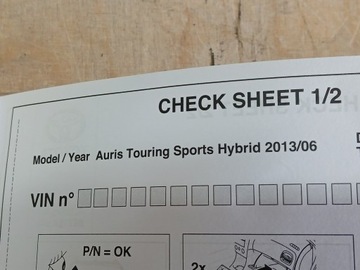 CHECK SHEET 1/2
Model / Year Auris Touring Sports Hybrid 2013/06
VIN n°
P/N = OK
2x